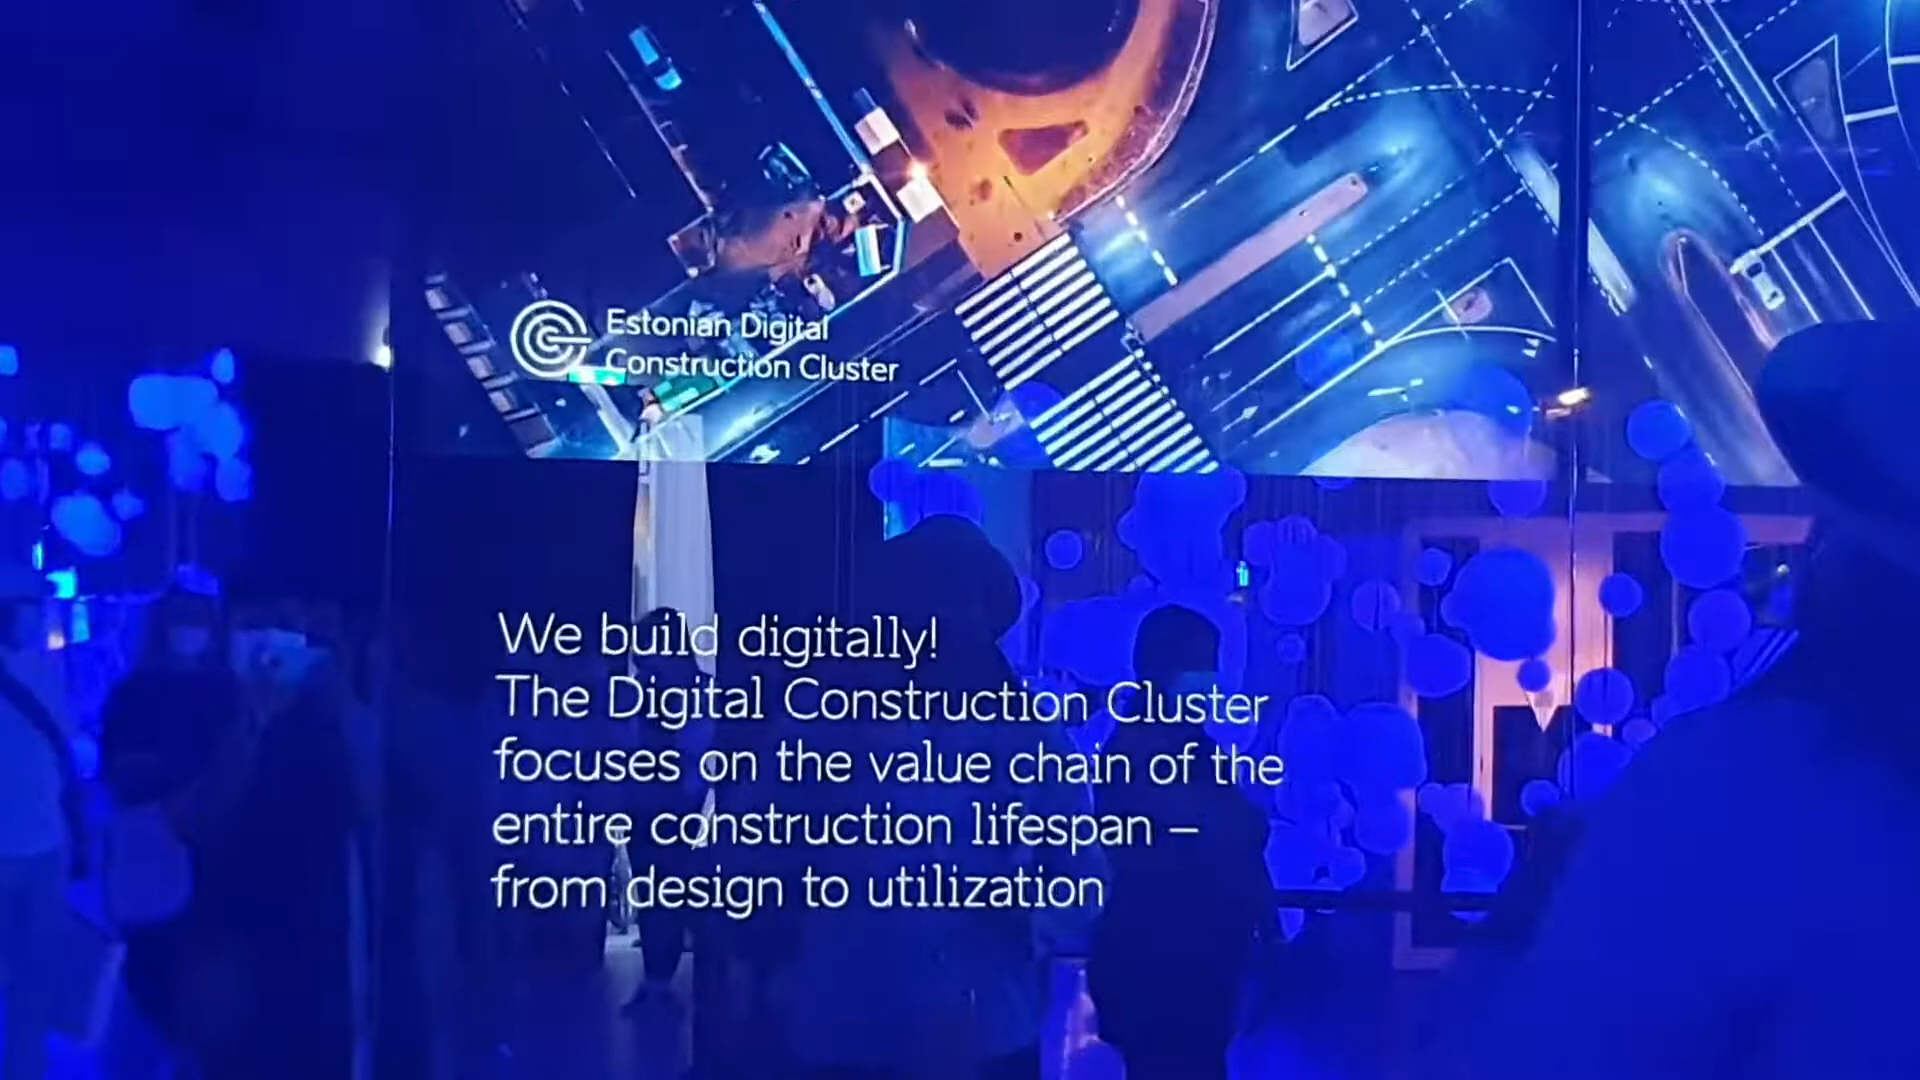 Estonian Digital
Construction Cluster
We build digitally!
The Digital Construction Cluster
focuses on the value chain of the
entire construction lifespan –
from design to utilization